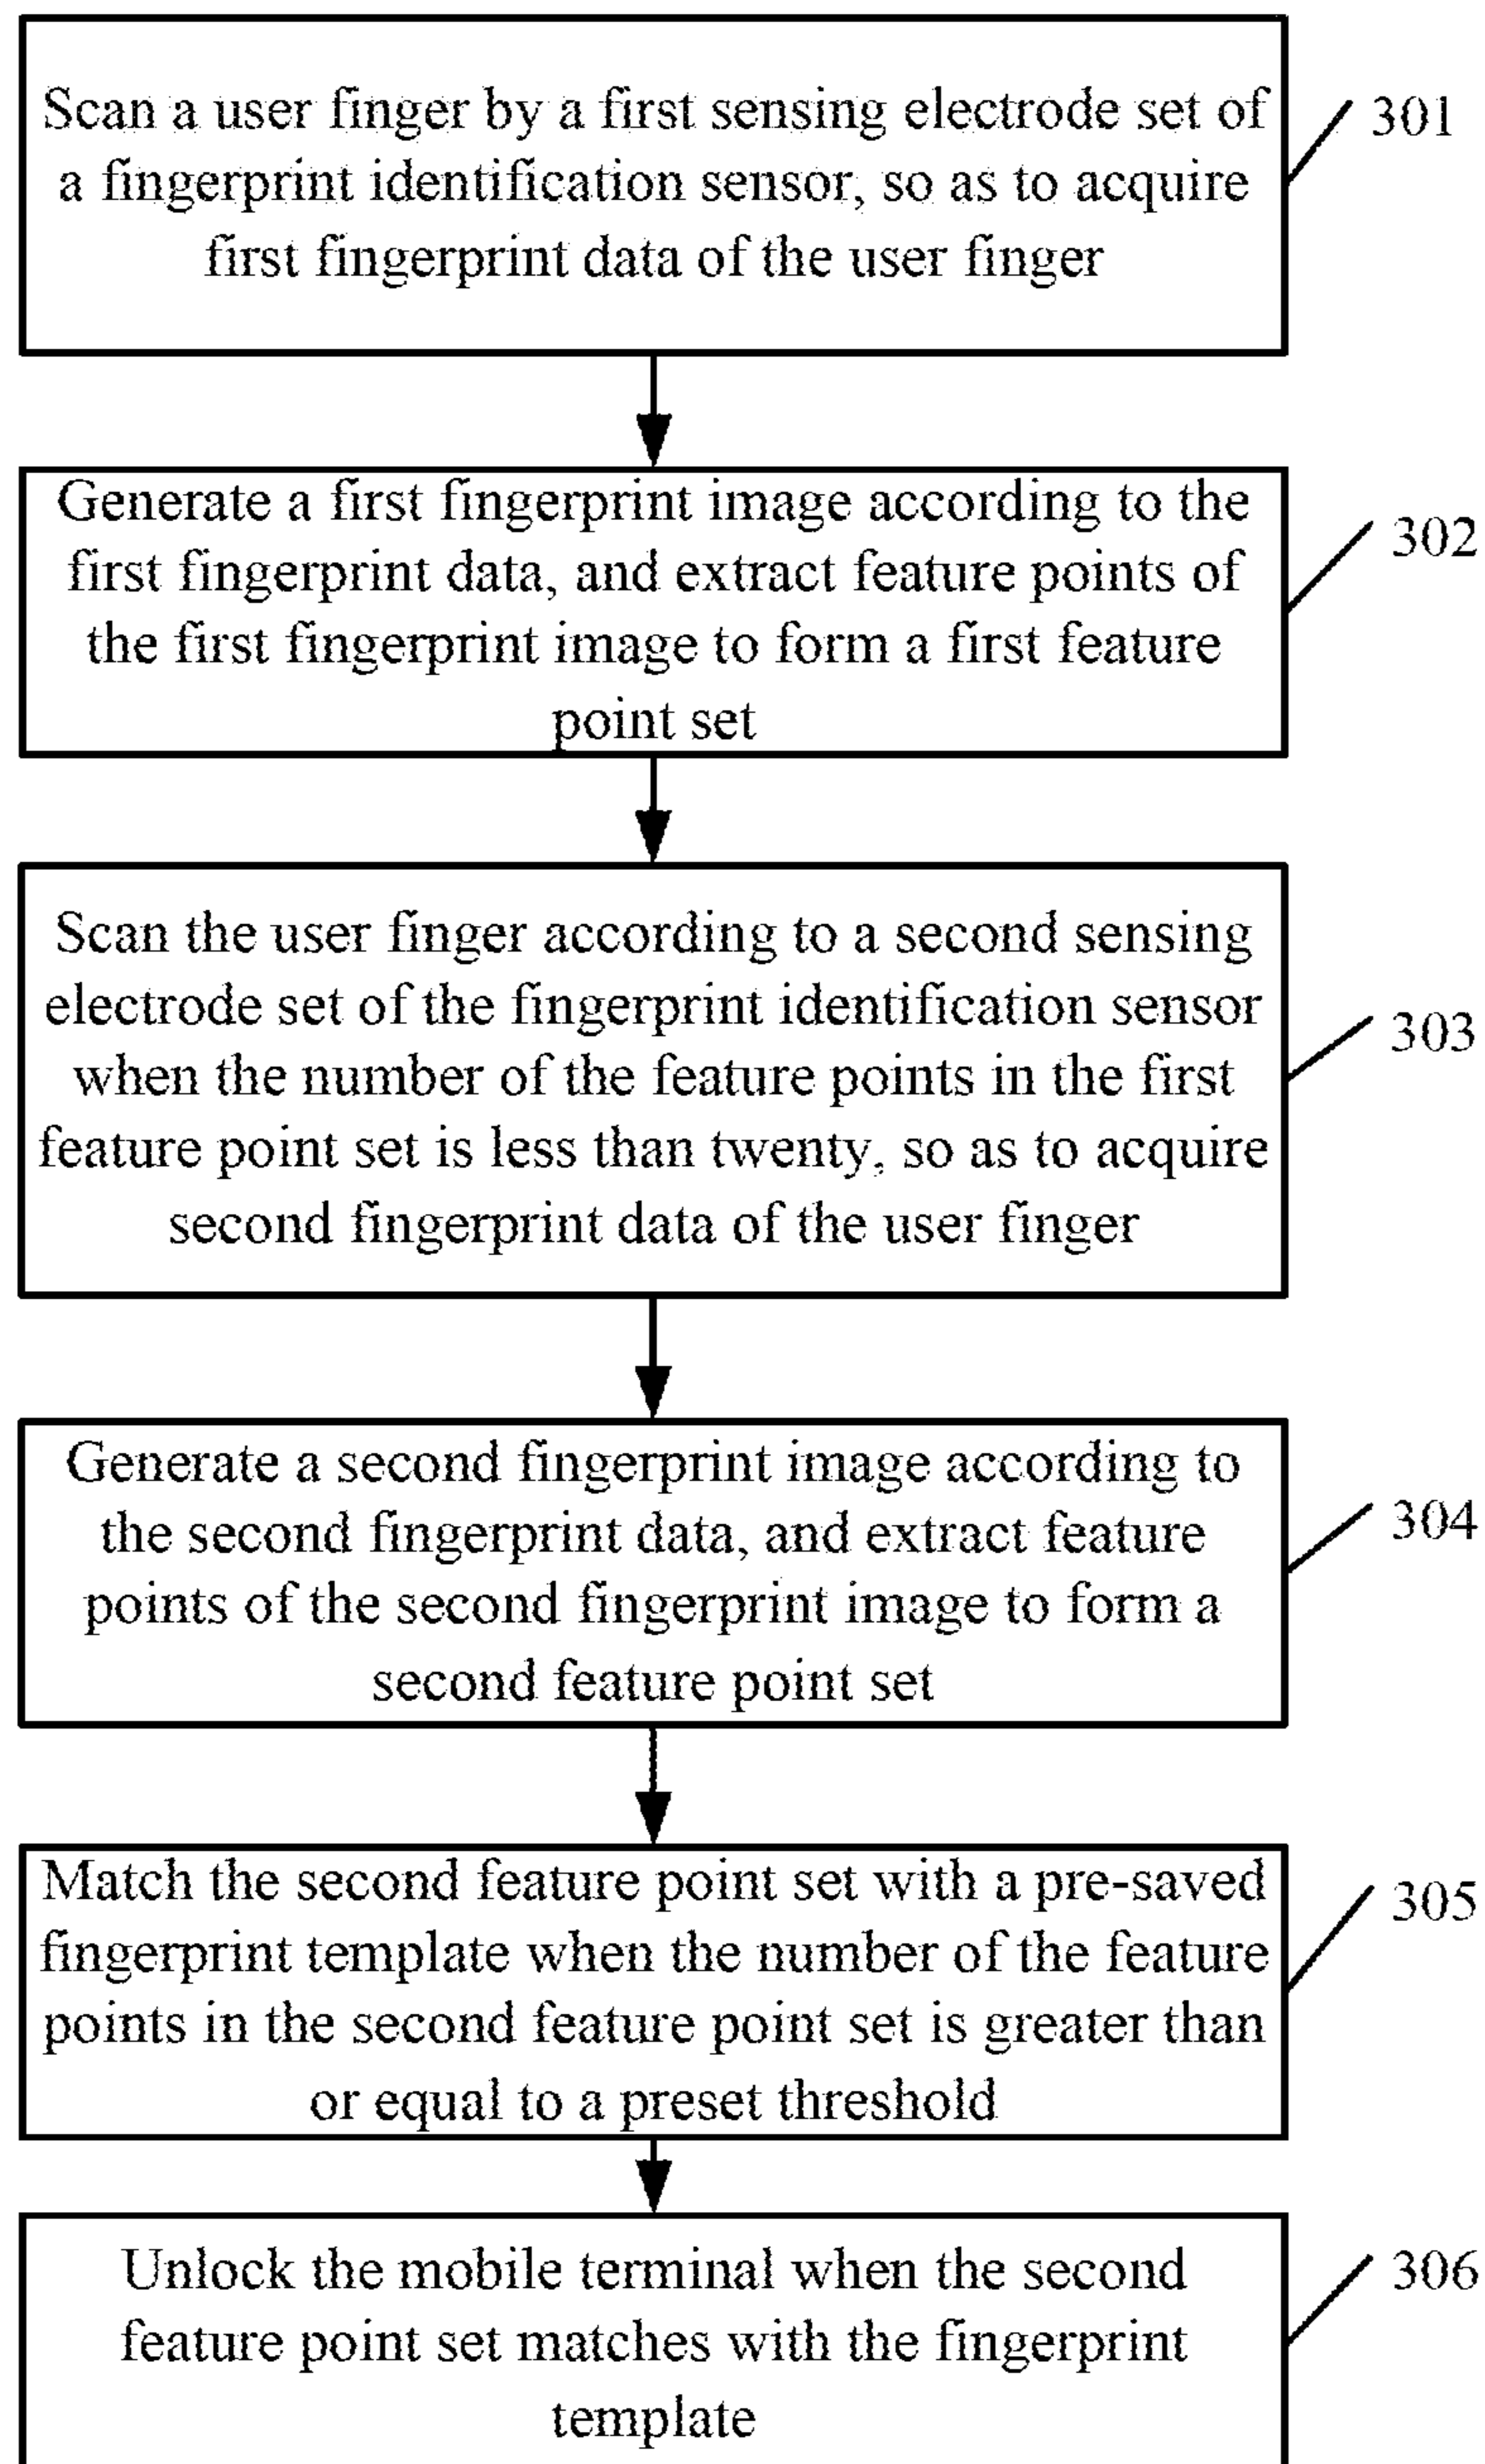 Scan a user finger by a first sensing electrode set of
a fingerprint identification sensor, so as to acquire
first fingerprint data of the user finger
301
Generate a first fingerprint image according to the
first fingerprint data, and extract feature points of
the first fingerprint image to form a first feature
point set
302
Scan the user finger according to a second sensing
electrode set of the fingerprint identification sensor
when the number of the feature points in the first
feature point set is less than twenty, so as to acquire
second fingerprint data of the user finger
303
Generate a second fingerprint image according to
the second fingerprint data, and extract feature
points of the second fingerprint image to form a
second feature point set
304
Match the second feature point set with a pre-saved
fingerprint template when the number of the feature
points in the second feature point set is greater than
or equal to a preset threshold
305
Unlock the mobile terminal when the second
feature point set matches with the fingerprint
template
306